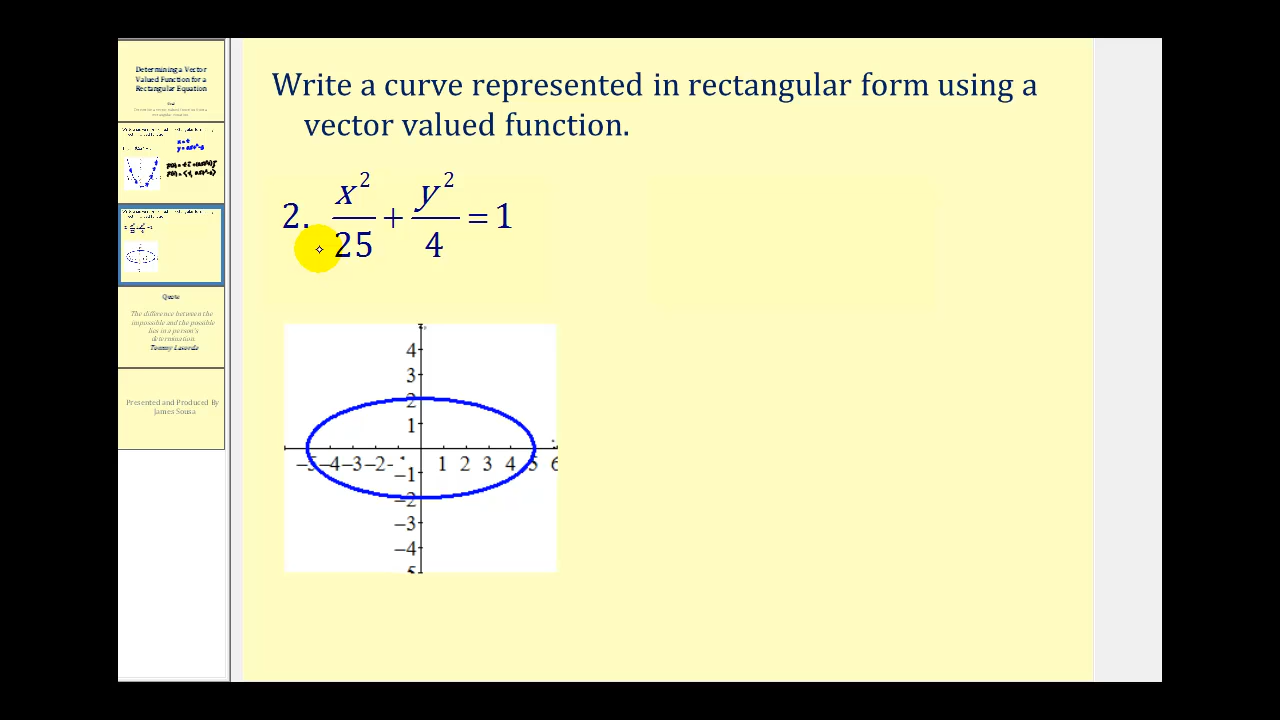 Determining a Vector
Valued Function for a
Rectangular Equation
Goal
Quote
The difference between the
impossible and the possible
lies in a person's
determination.
Tommy Lasorda
Presented and Produced By
James Sousa
Write a curve represented in rectangular form using a
vector valued function.
2. x²/25 + y²/4 = 1
4
3
2
1
−5 −4 −3 −2 - 1 2 3 4 5 6
−1
−2
−3
−4
5